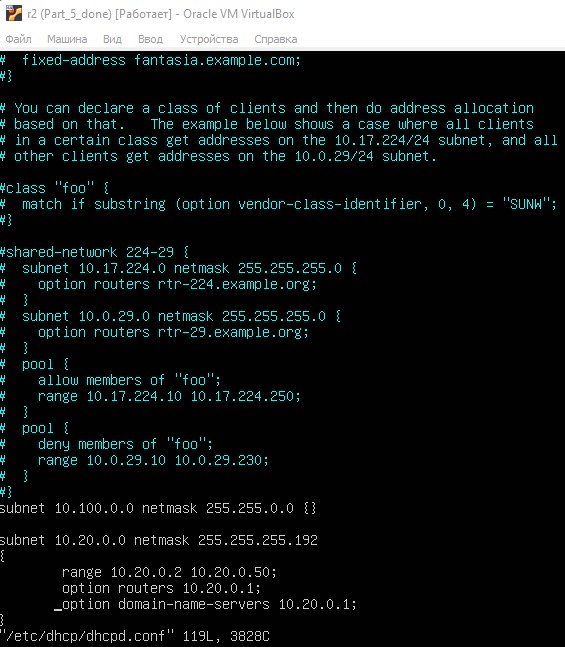 r2 (Part_5_done) [Работает] - Oracle VM VirtualBox
Файл Машина Вид Ввод Устройства Справка
#  fixed-address fantasia.example.com;
#}
# You can declare a class of clients and then do address allocation
# based on that.   The example below shows a case where all clients
# in a certain class get addresses on the 10.17.224/24 subnet, and all
# other clients get addresses on the 10.0.29/24 subnet.
#class "foo" {
#  match if substring (option vendor-class-identifier, 0, 4) = "SUNW";
#}
#shared-network 224-29 {
#  subnet 10.17.224.0 netmask 255.255.255.0 {
#    option routers rtr-224.example.org;
#  }
#  subnet 10.0.29.0 netmask 255.255.255.0 {
#    option routers rtr-29.example.org;
#  }
#  pool {
#    allow members of "foo";
#    range 10.17.224.10 10.17.224.250;
#  }
#  pool {
#    deny members of "foo";
#    range 10.0.29.10 10.0.29.230;
#  }
#}
subnet 10.100.0.0 netmask 255.255.0.0 {}
subnet 10.20.0.0 netmask 255.255.255.192
{
        range 10.20.0.2 10.20.0.50;
        option routers 10.20.0.1;
        option domain-name-servers 10.20.0.1;
}
"/etc/dhcp/dhcpd.conf" 119L, 3828C